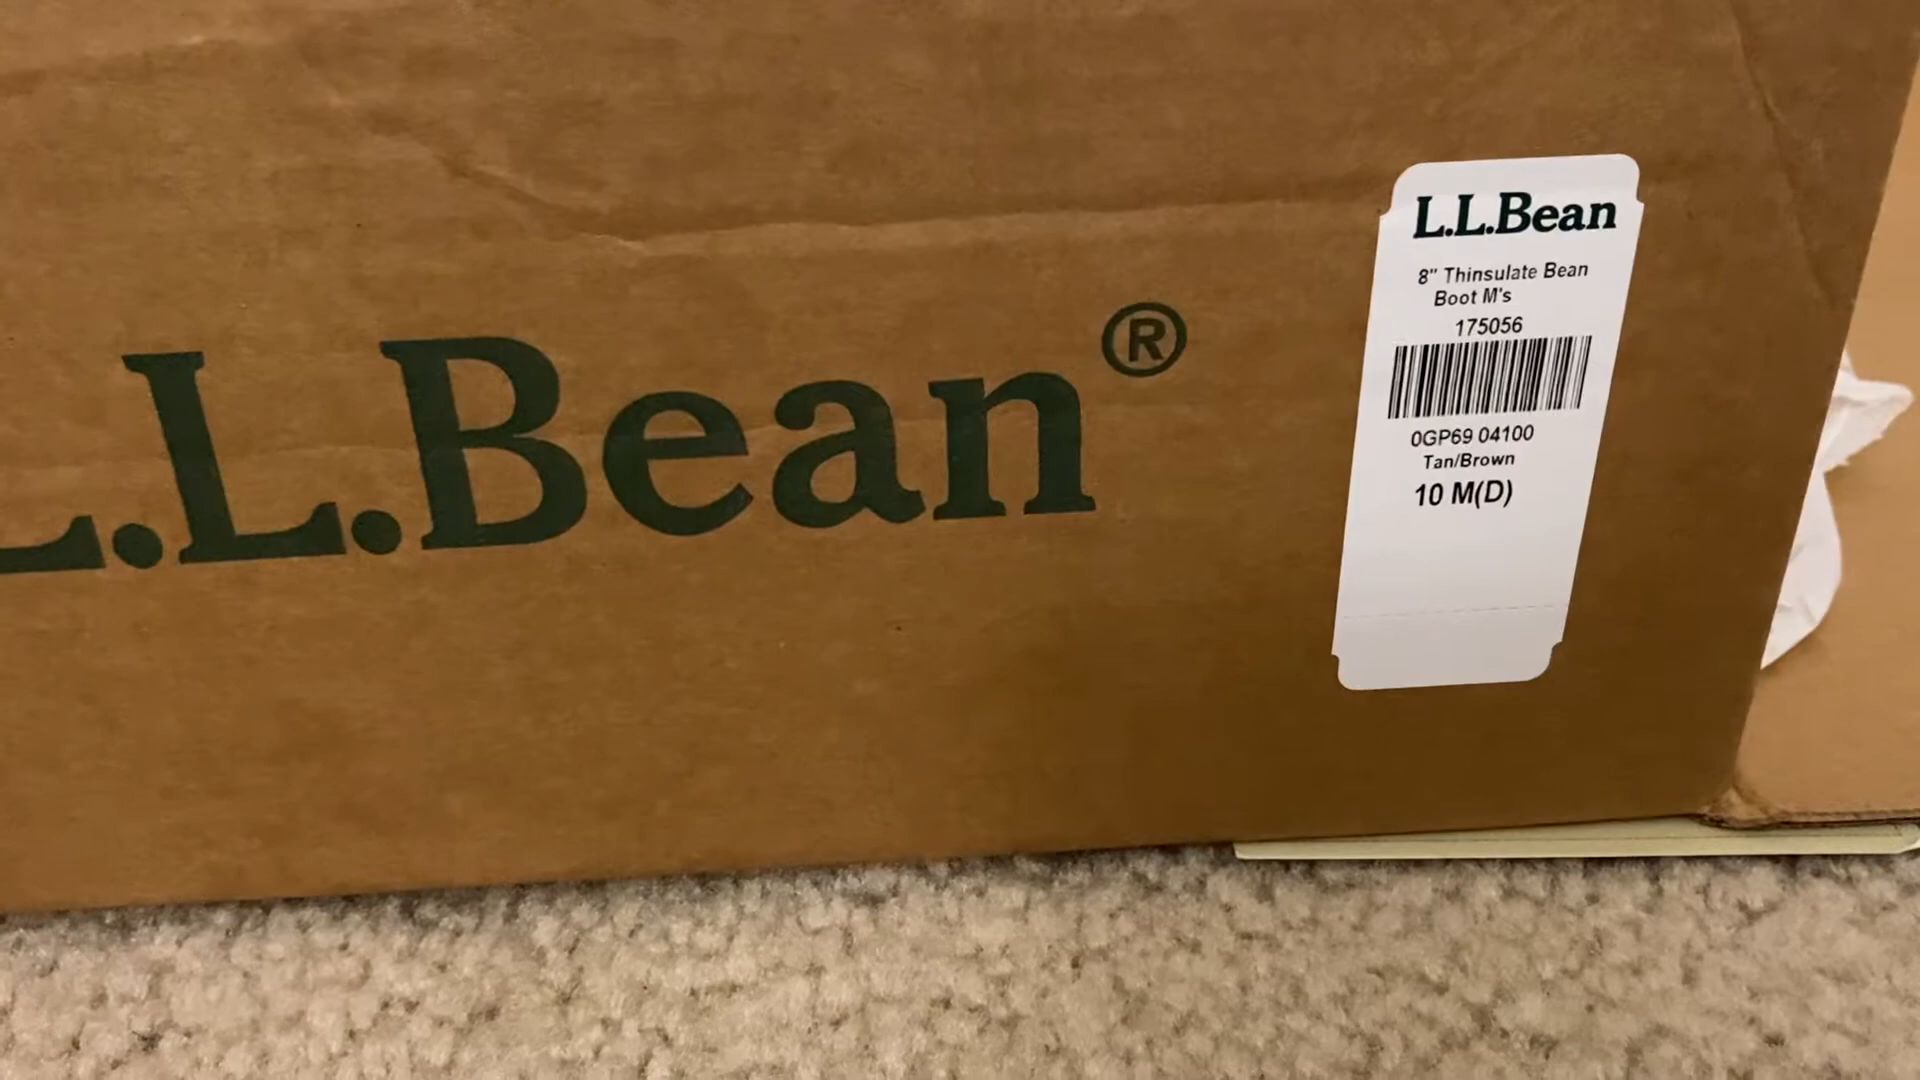 L.L.Bean®
L.L.Bean
8" Thinsulate Bean
Boot M's
175056
0GP69 04100
Tan/Brown
10 M(D)